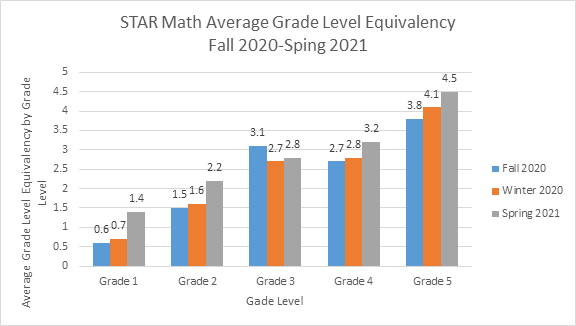 STAR Math Average Grade Level Equivalency
Fall 2020-Sping 2021
Average Grade Level Equivalency by Grade
Level
5
4.5
4
3.5
3
2.5
2
1.5
1
0.5
0
0.6
0.7
1.4
1.5
1.6
2.2
3.1
2.7
2.8
2.7
2.8
3.2
3.8
4.1
4.5
Grade 1
Grade 2
Grade 3
Grade 4
Grade 5
Gade Level
Fall 2020
Winter 2020
Spring 2021